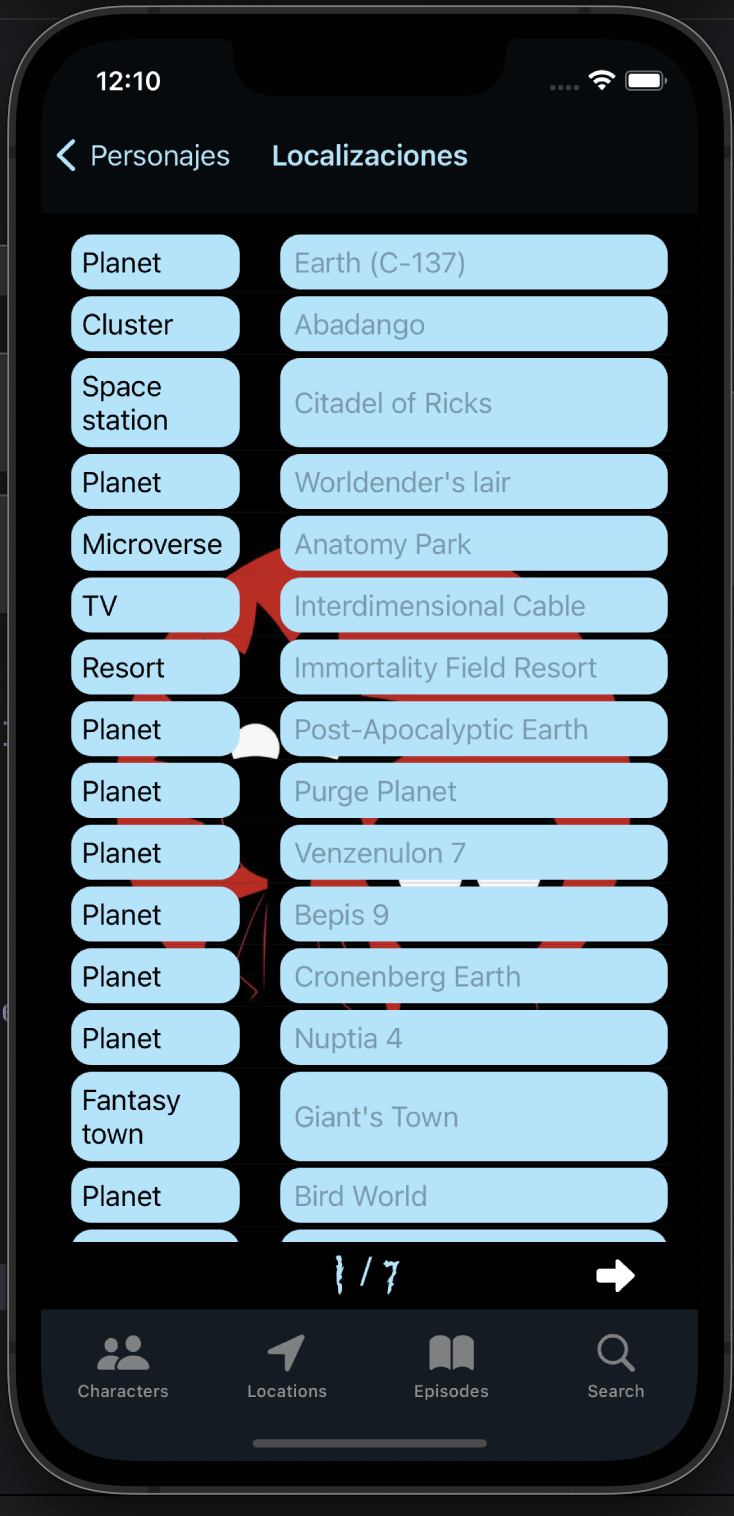 12:10
Personajes Localizaciones
Planet Earth (C-137)
Cluster Abadango
Space
station
Citadel of Ricks
Planet Worldender's lair
Microverse Anatomy Park
TV Interdimensional Cable
Resort Immortality Field Resort
Planet Post-Apocalyptic Earth
Planet Purge Planet
Planet Venzenulon 7
Planet Bepis 9
Planet Cronenberg Earth
Planet Nuptia 4
Fantasy
town
Giant's Town
Planet Bird World
1 / 7
Characters Locations Episodes Search